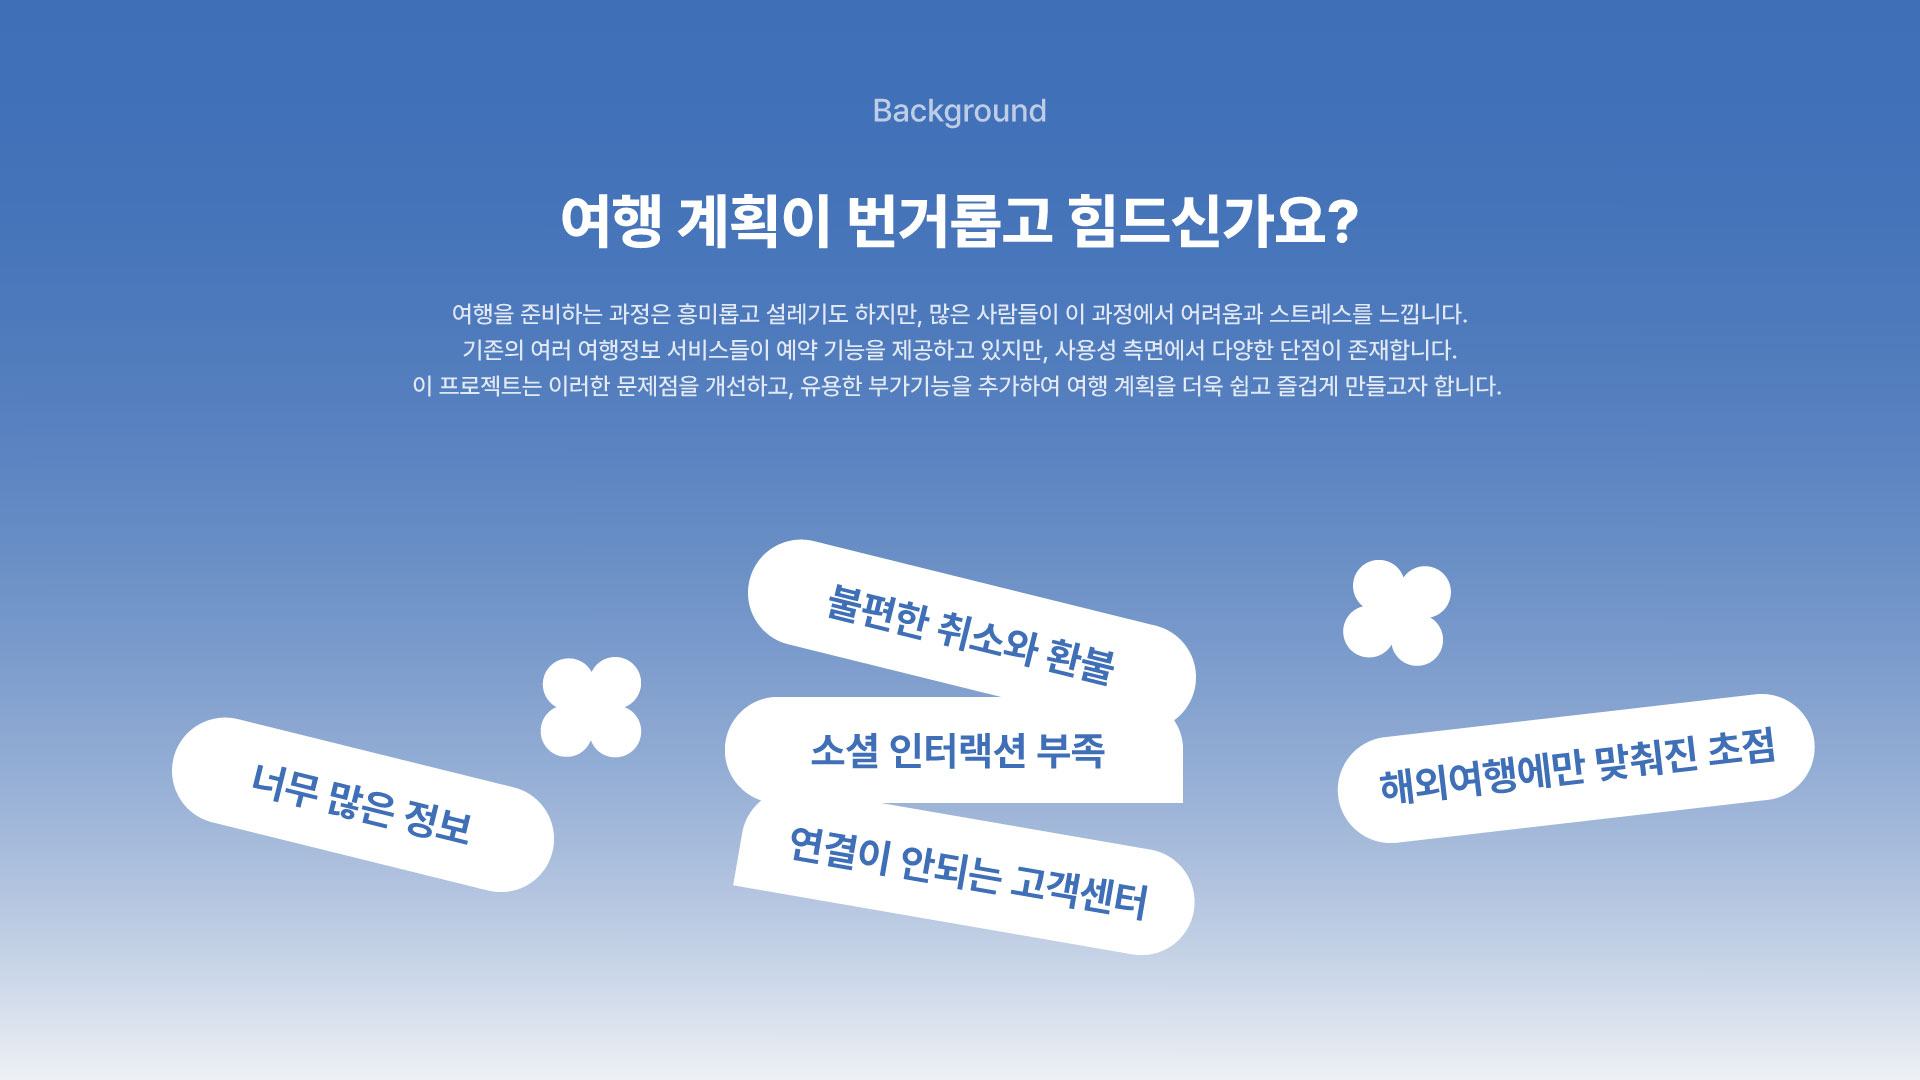 Background
여행 계획이 번거롭고 힘드신가요?
여행을 준비하는 과정은 흥미롭고 설레기도 하지만, 많은 사람들이 이 과정에서 어려움과 스트레스를 느낍니다.
기존의 여러 여행정보 서비스들이 예약 기능을 제공하고 있지만, 사용성 측면에서 다양한 단점이 존재합니다.
이 프로젝트는 이러한 문제점을 개선하고, 유용한 부가기능을 추가하여 여행 계획을 더욱 쉽고 즐겁게 만들고자 합니다.
불편한 취소와 환불
소셜 인터랙션 부족
해외여행에만 맞춰진 초점
너무 많은 정보
연결이 안되는 고객센터